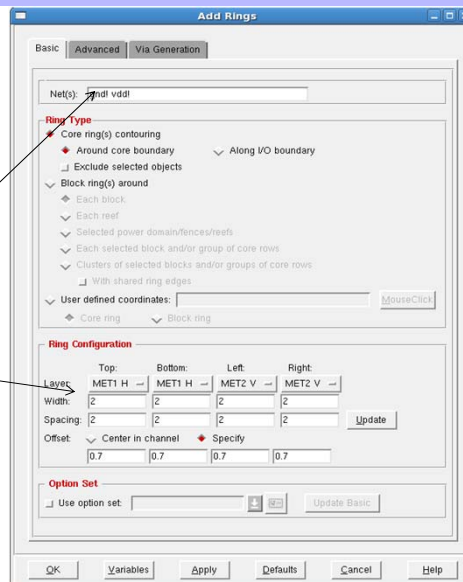 Add Rings
Basic Advanced Via Generation
Net(s): gnd! vdd!
Ring Type
Core ring(s) contouring
Around core boundary Along I/O boundary
Exclude selected objects
Block ring(s) around
Each block
Each reef
Selected power domain/fences/reefs
Each selected block and/or group of core rows
Clusters of selected blocks and/or groups of core rows
With shared ring edges
User defined coordinates: MouseClick
Core ring Block ring
Ring Configuration
Top: Bottom: Left: Right:
Layer: MET1 H MET1 H MET2 V MET2 V
Width: 2 2 2 2
Spacing: 2 2 2 2 Update
Offset: Center in channel Specify
0.7 0.7 0.7 0.7
Option Set
Use option set: Update Basic
OK Variables Apply Defaults Cancel Help